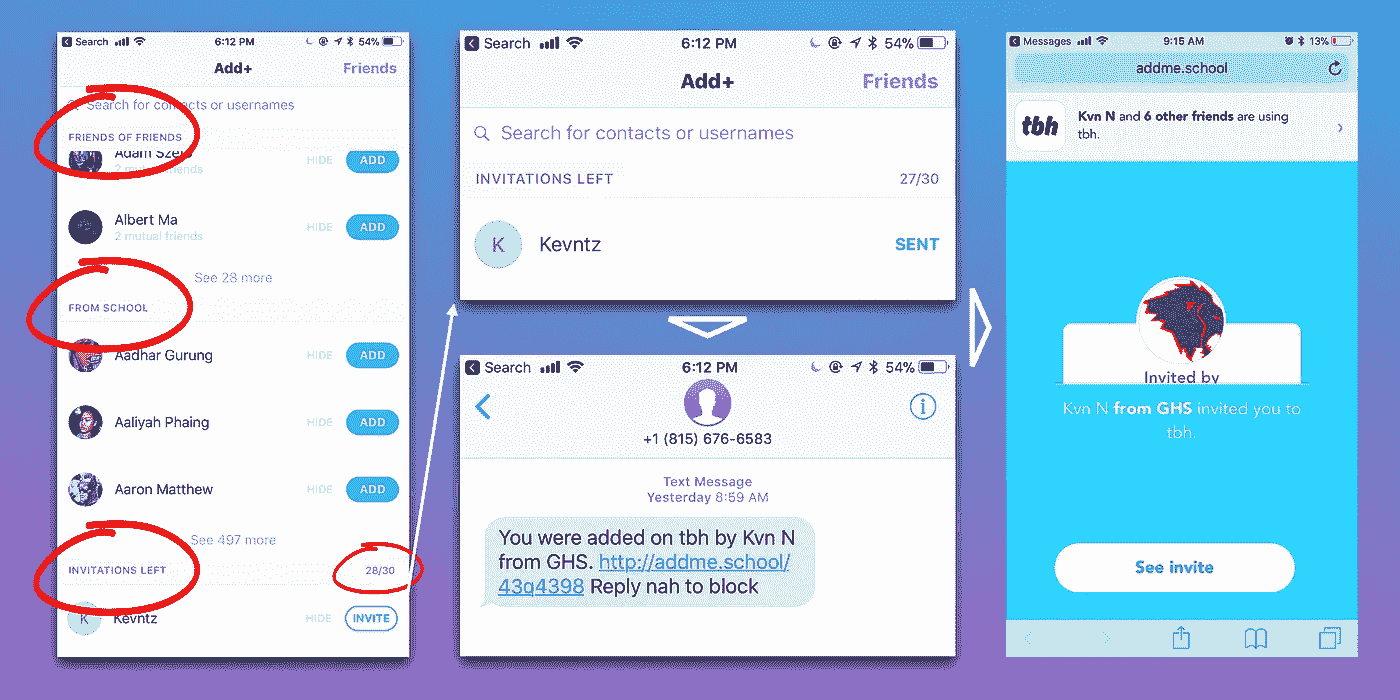 Search 6:12 PM 54%
Add+ Friends
Search for contacts or usernames
FRIENDS OF FRIENDS
Adam
HIDE ADD
2 mutual friends
Albert Ma
HIDE ADD
2 mutual friends
See 28 more
FROM SCHOOL
Aadhar Gurung HIDE ADD
Aaliyah Phaing HIDE ADD
Aaron Matthew HIDE ADD
See 497 more
INVITATIONS LEFT 28/30
K Kevntz HIDE INVITE
Search 6:12 PM 54%
Add+ Friends
Search for contacts or usernames
INVITATIONS LEFT 27/30
K Kevntz SENT
Search 6:12 PM 54%
+1 (815) 676-6583
Text Message
Yesterday 8:59 AM
You were added on tbh by Kvn N
from GHS. http://addme.school/
43q4398 Reply nah to block
Messages 9:15 AM 13%
addme.school
tbh
Kvn N and 6 other friends are using
tbh.
Invited by
Kvn N from GHS invited you to
tbh.
See invite